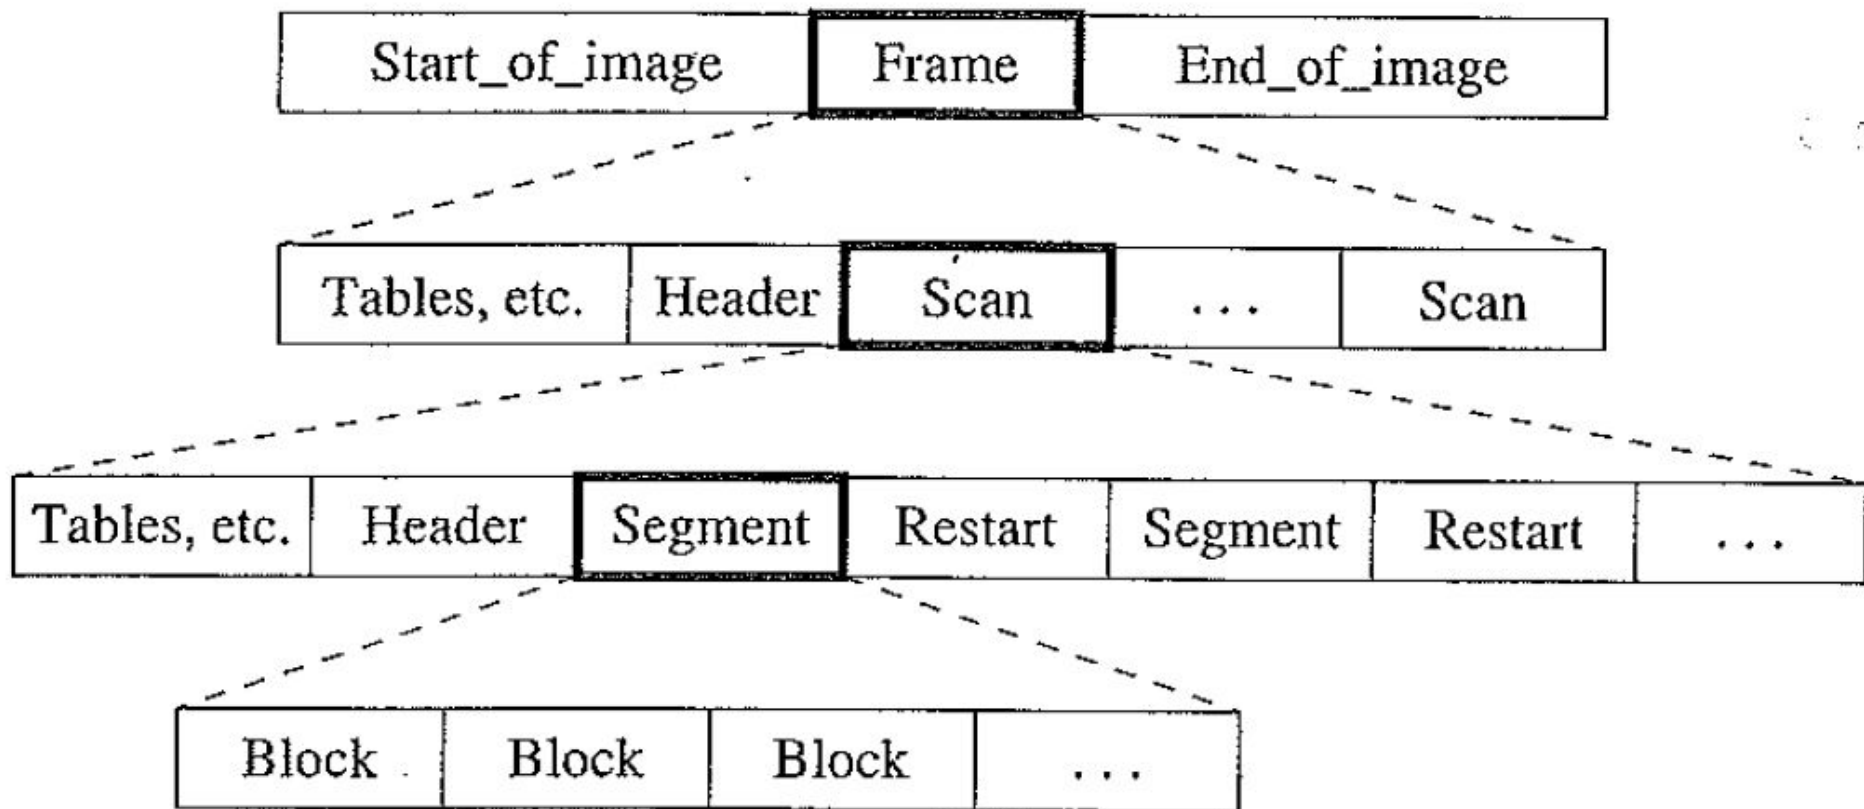 Start_of_image Frame End_of_image
Tables, etc. Header Scan ... Scan
Tables, etc. Header Segment Restart Segment Restart ...
Block Block Block ...